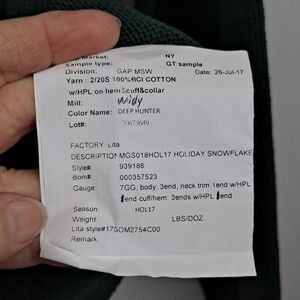 Market: NY
Sample type: GT sample
Division: GAP MSW Date: 26-Jul-17
Yarn : 2/20S 100%BCI COTTON
w/HPL on hem&cuff&collar
Mill: Widy
Color Name: DEEP HUNTER
Lot#: 70673649
FACTORY Lita
DESCRIPTION MGS018HOL17 HOLIDAY SNOWFLAKE
Style# 939186
Bom# 000357523
Gauge: 7GG, body, 3end, neck trim 1end w/HPL
1end cuff/hem: 3ends w/HPL 1end
Season: HOL17
Weight LBS/DOZ
Lita style#17GOM2754C00
Remark